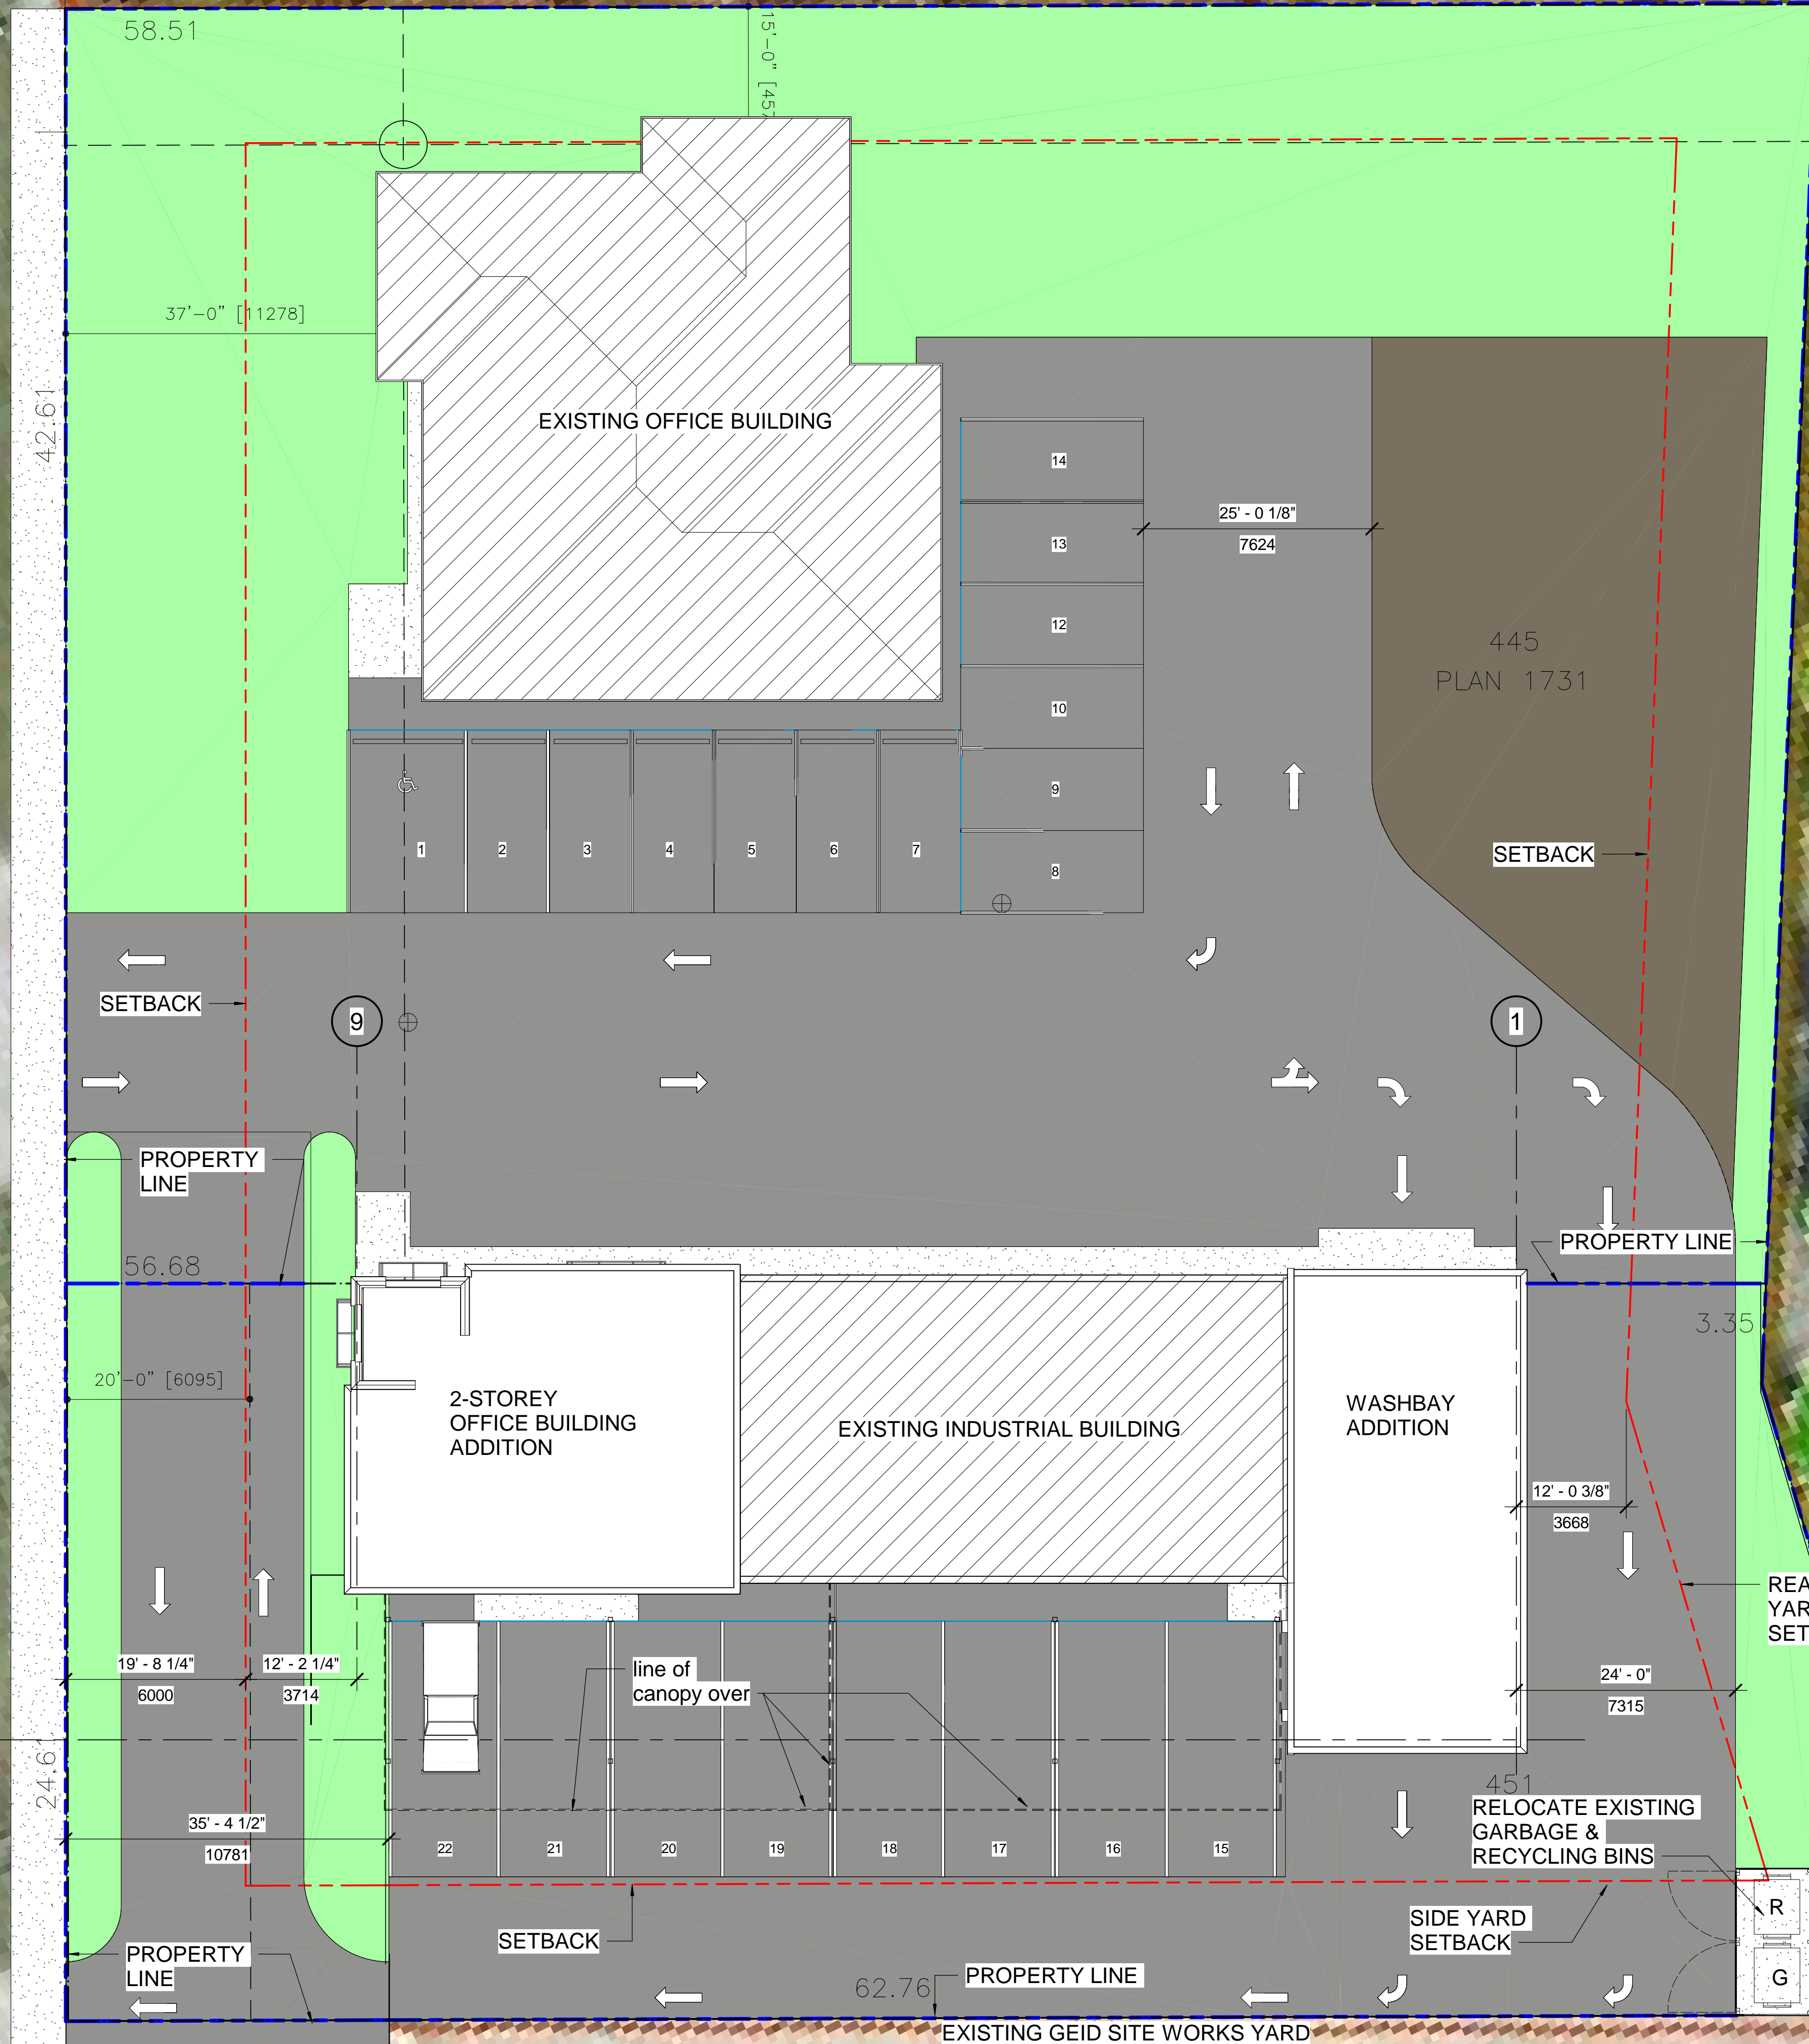 58.51
15'-0" [457
37'-0" [11278]
42.61
EXISTING OFFICE BUILDING
14
13
12
10
9
8
25' - 0 1/8"
7624
445
PLAN 1731
1
2
3
4
5
6
7
SETBACK
SETBACK
9
1
PROPERTY
LINE
PROPERTY LINE
56.68
3.35
20'-0" [6095]
2-STOREY
OFFICE BUILDING
ADDITION
EXISTING INDUSTRIAL BUILDING
WASHBAY
ADDITION
12' - 0 3/8"
3668
REA
YAR
SET
19' - 8 1/4"
6000
12' - 2 1/4"
3714
line of
canopy over
24' - 0"
7315
24.61
451
35' - 4 1/2"
10781
22
21
20
19
18
17
16
15
RELOCATE EXISTING
GARBAGE &
RECYCLING BINS
R
G
SETBACK
SIDE YARD
SETBACK
PROPERTY
LINE
62.76
PROPERTY LINE
EXISTING GEID SITE WORKS YARD